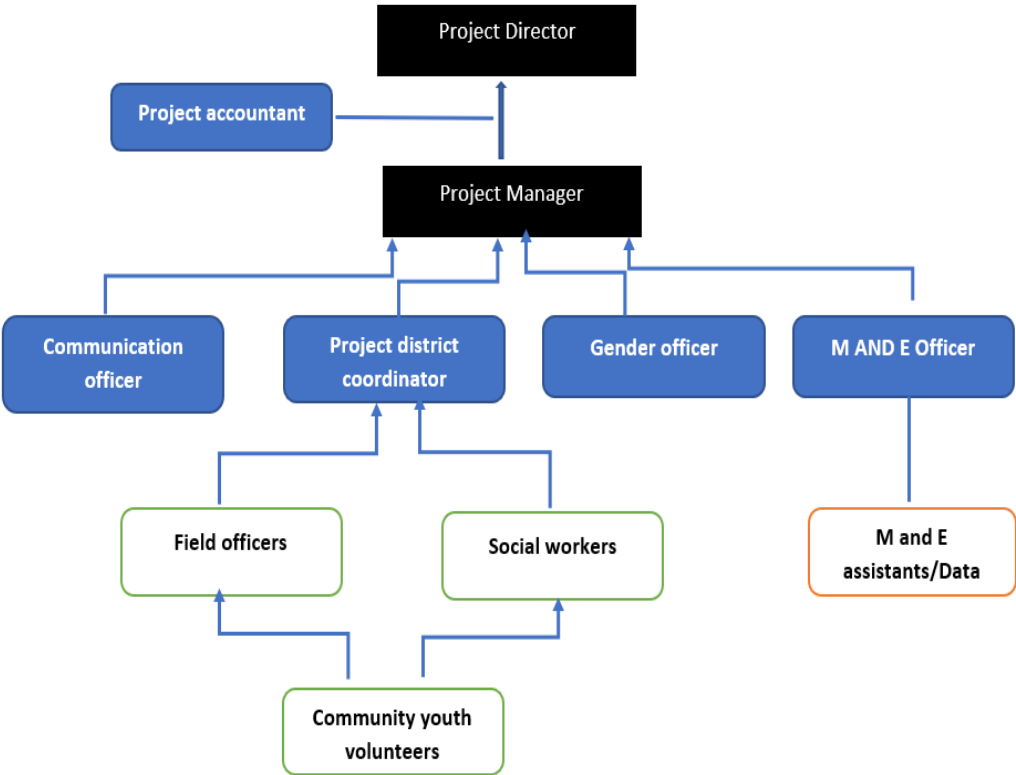 Project Director
Project accountant
Project Manager
Communication
officer
Project district
coordinator
Gender officer
M AND E Officer
Field officers
Social workers
M and E
assistants/Data
Community youth
volunteers